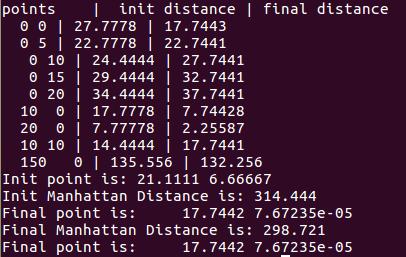 points | init distance | final distance
0 0 | 27.7778 | 17.7443
0 5 | 22.7778 | 22.7441
0 10 | 24.4444 | 27.7441
0 15 | 29.4444 | 32.7441
0 20 | 34.4444 | 37.7441
10 0 | 17.7778 | 7.74428
20 0 | 7.77778 | 2.25587
10 10 | 14.4444 | 17.7441
150 0 | 135.556 | 132.256
Init point is: 21.1111 6.66667
Init Manhattan Distance is: 314.444
Final point is: 17.7442 7.67235e-05
Final Manhattan Distance is: 298.721
Final point is: 17.7442 7.67235e-05